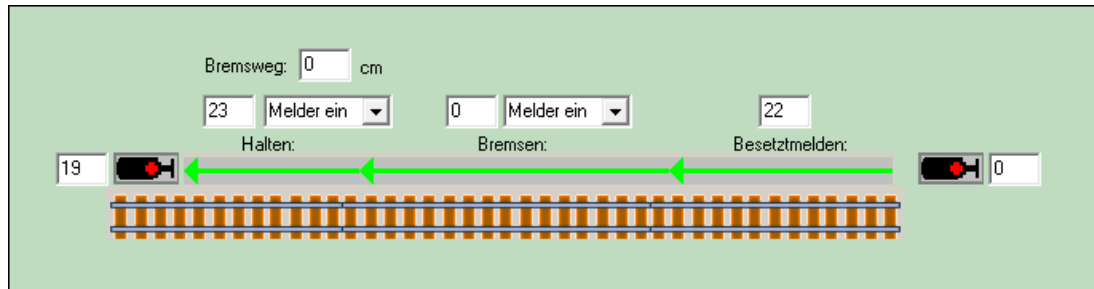 Bremsweg: 0 cm
23 Melder ein 0 Melder ein 22
Halten: Bremsen: Besetztmelden:
19 0